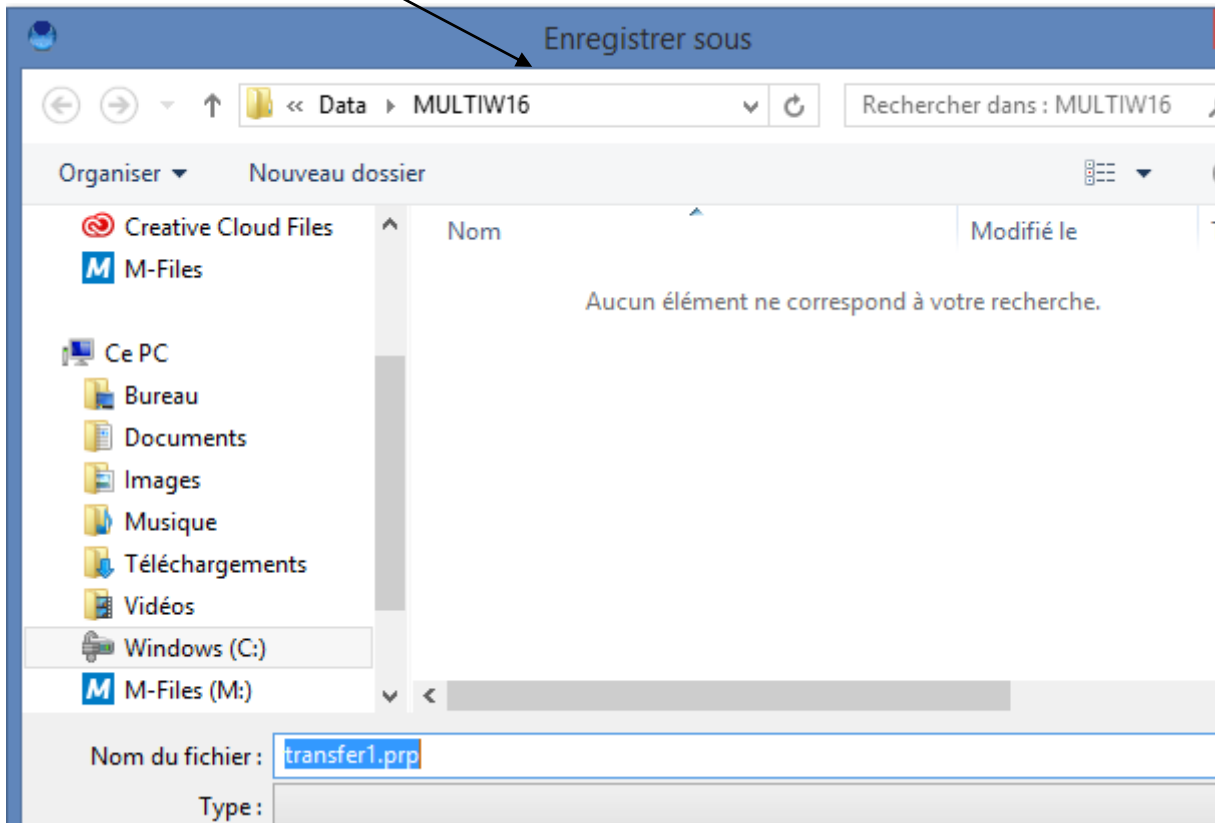 Enregistrer sous
« Data MULTIW16 Rechercher dans : MULTIW16
Organiser Nouveau dossier
Creative Cloud Files Nom Modifié le
M M-Files
Aucun élément ne correspond à votre recherche.
Ce PC
Bureau
Documents
Images
Musique
Téléchargements
Vidéos
Windows (C:)
M M-Files (M:)
Nom du fichier : transfer1.prp
Type :